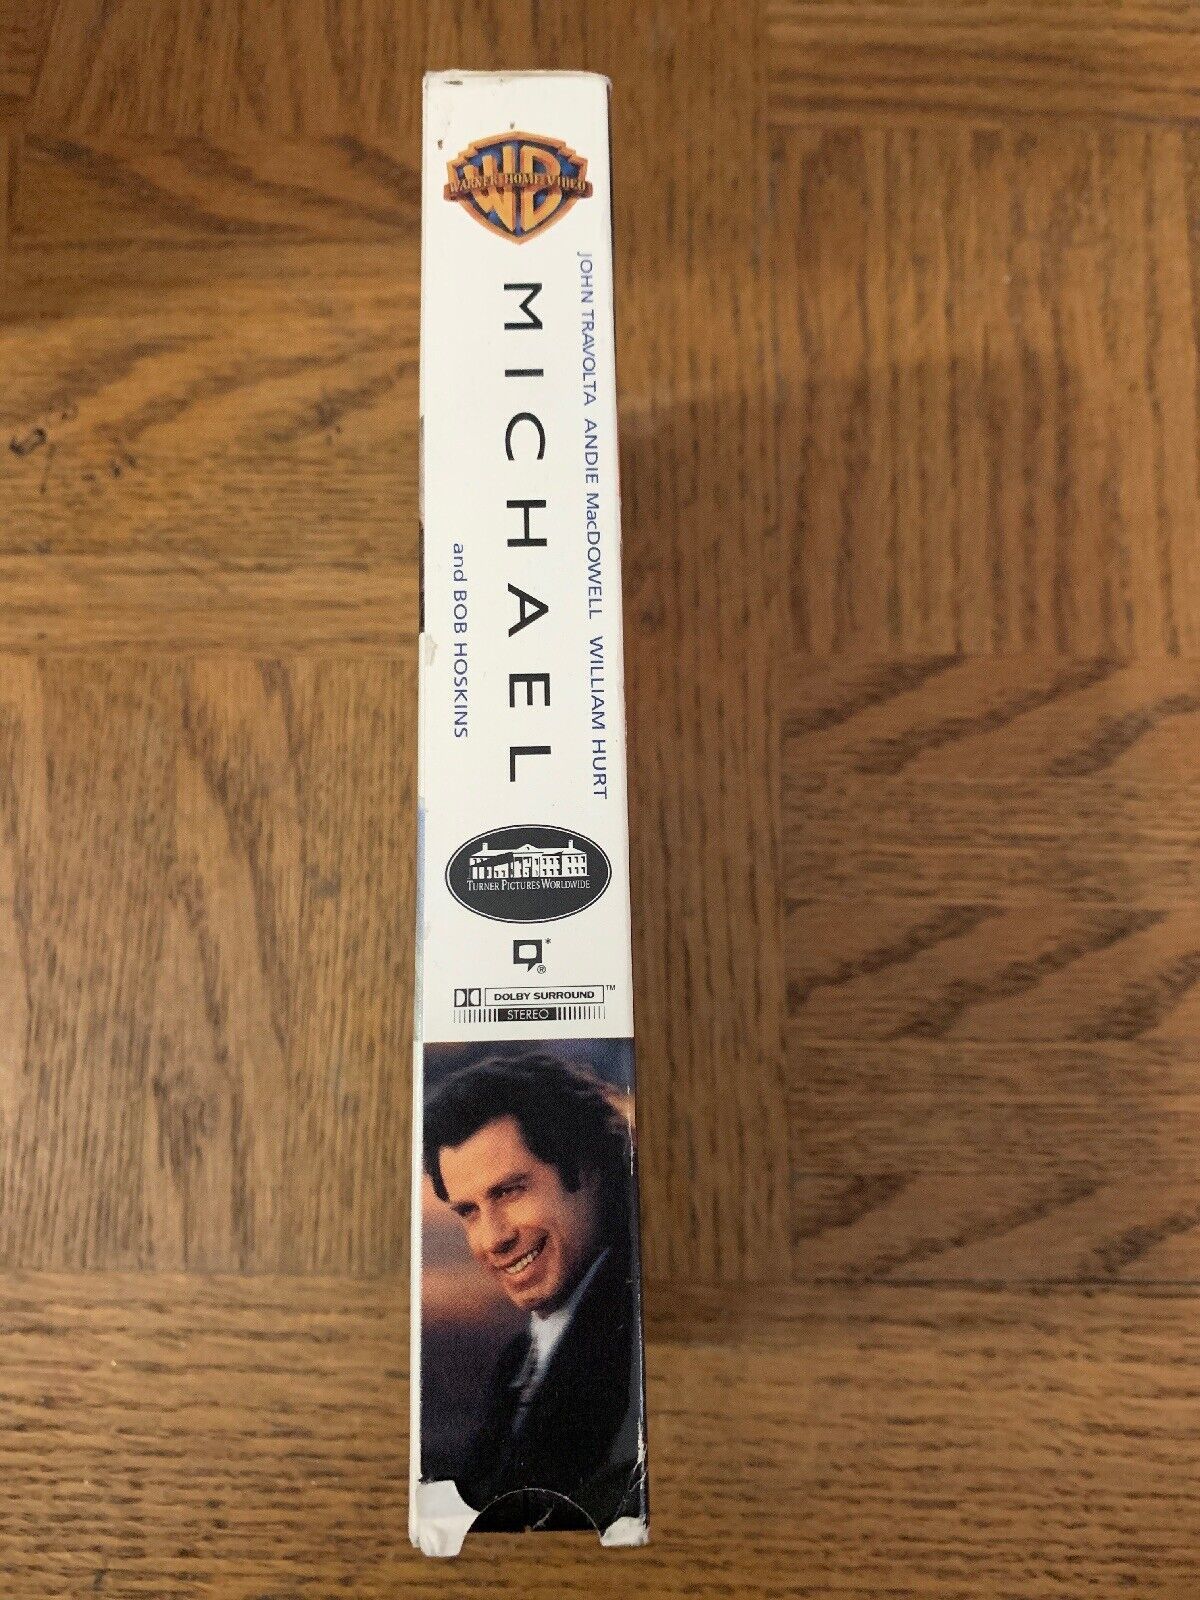 WB
WARNER HOME VIDEO
JOHN TRAVOLTA ANDIE MacDOWELL WILLIAM HURT
MICHAEL
and BOB HOSKINS
TURNER PICTURES WORLDWIDE
*
®
DOLBY SURROUND ™
STEREO